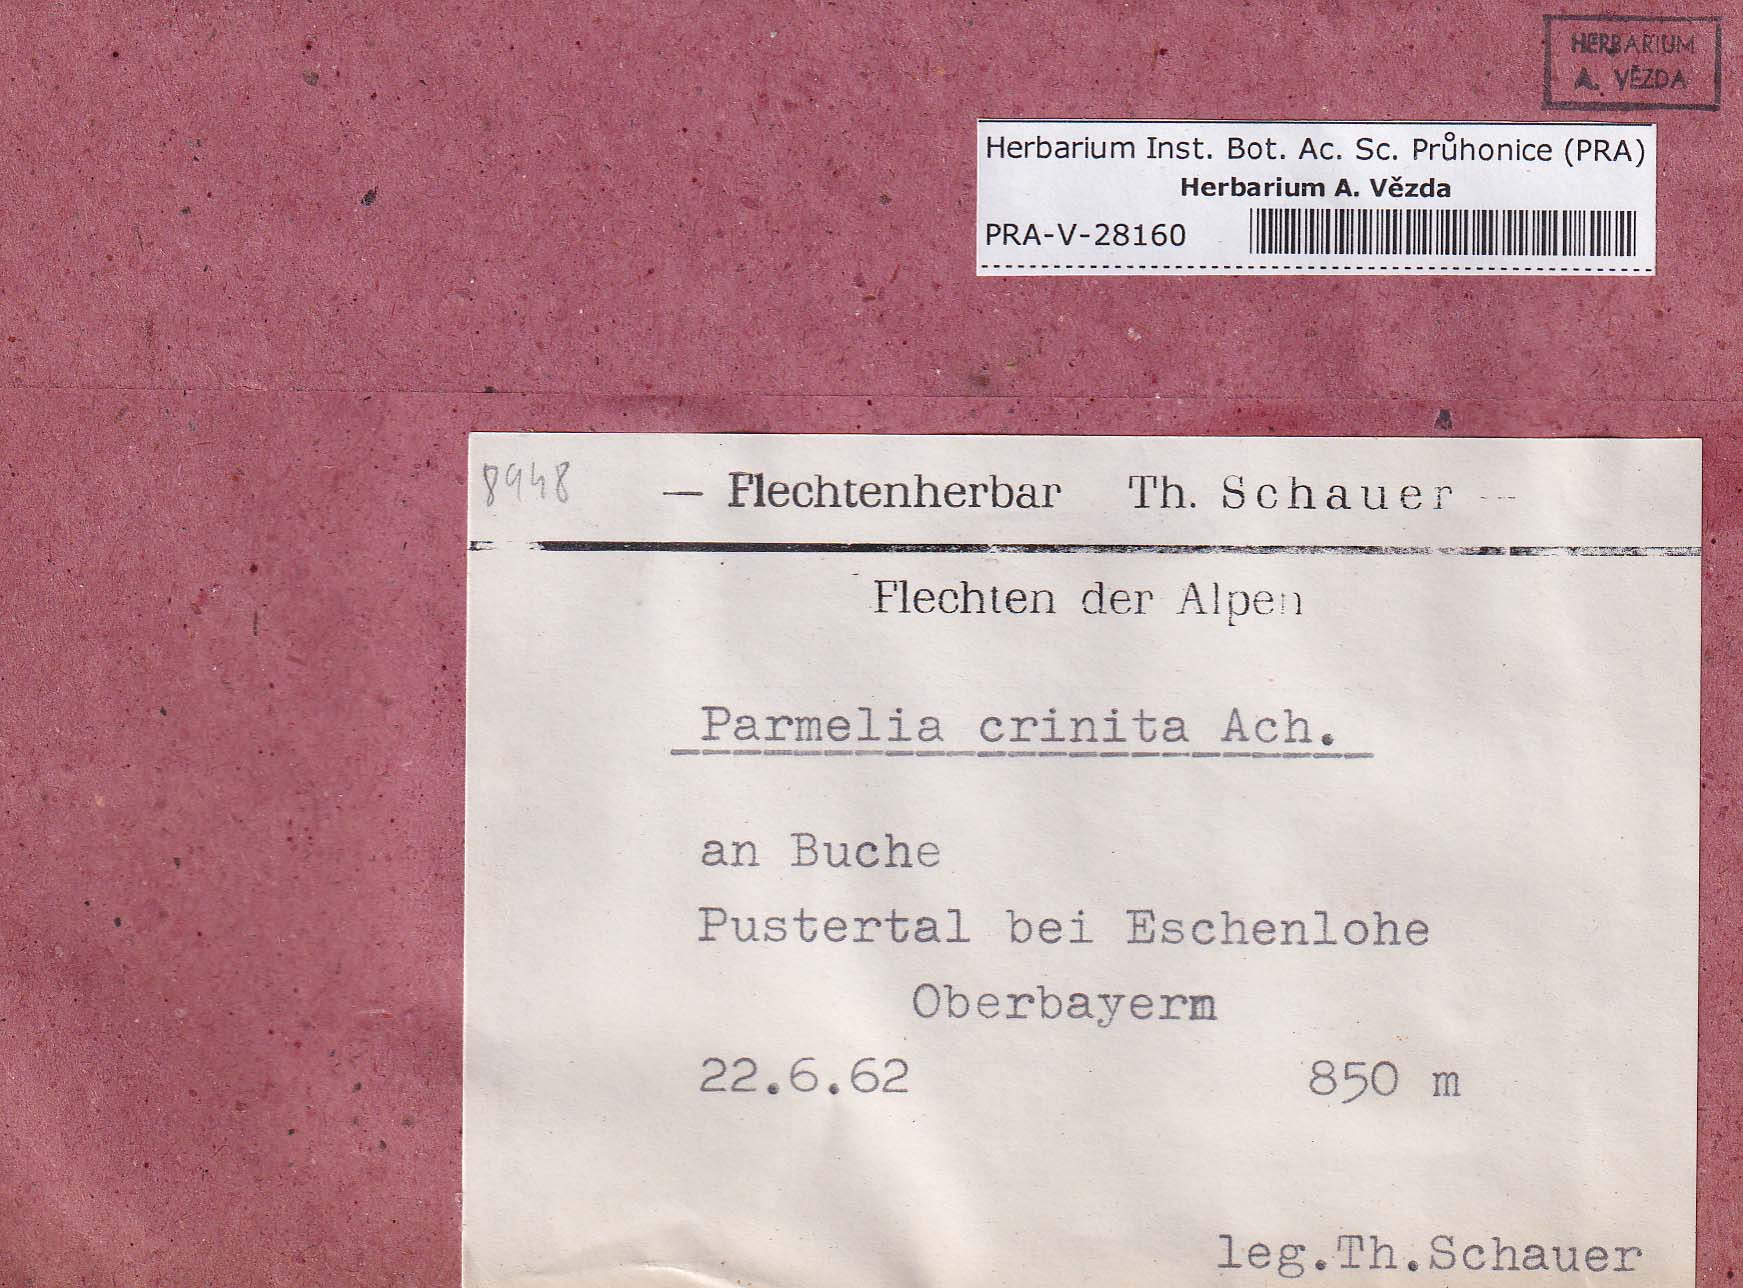 HERBARIUM
A. VĚZDA
Herbarium Inst. Bot. Ac. Sc. Průhonice (PRA)
Herbarium A. Vězda
PRA-V-28160
8948
— Flechtenherbar Th. Schauer —
Flechten der Alpen
Parmelia crinita Ach.
an Buche
Pustertal bei Eschenlohe
Oberbayerm
22.6.62 850 m
leg.Th.Schauer